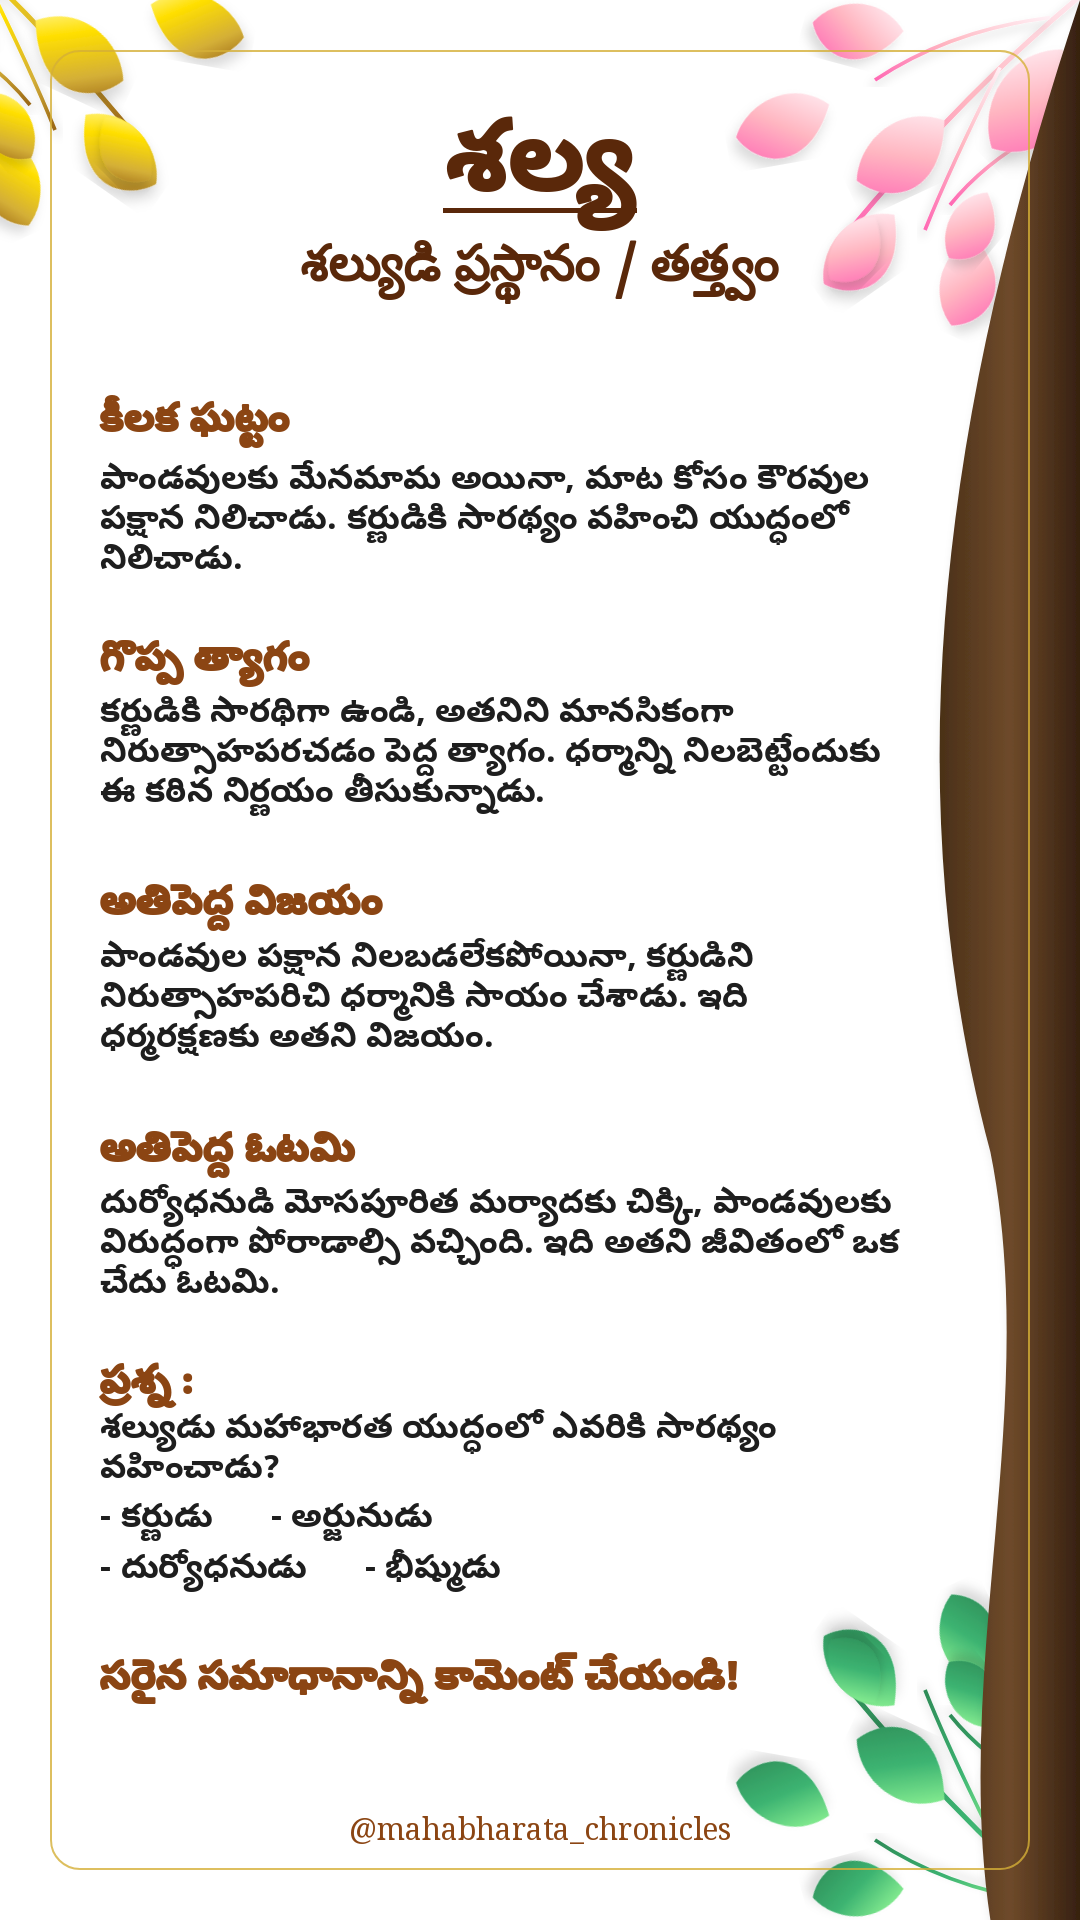 శల్య
శల్యుడి ప్రస్థానం / తత్త్వం
కీలక ఘట్టం
పాండవులకు మేనమామ అయినా, మాట కోసం కౌరవుల
పక్షాన నిలిచాడు. కర్ణుడికి సారథ్యం వహించి యుద్ధంలో
నిలిచాడు.
గొప్ప త్యాగం
కర్ణుడికి సారథిగా ఉండి, అతనిని మానసికంగా
నిరుత్సాహపరచడం పెద్ద త్యాగం. ధర్మాన్ని నిలబెట్టేందుకు
ఈ కఠిన నిర్ణయం తీసుకున్నాడు.
అతిపెద్ద విజయం
పాండవుల పక్షాన నిలబడలేకపోయినా, కర్ణుడిని
నిరుత్సాహపరిచి ధర్మానికి సాయం చేశాడు. ఇది
ధర్మరక్షణకు అతని విజయం.
అతిపెద్ద ఓటమి
దుర్యోధనుడి మోసపూరిత మర్యాదకు చిక్కి, పాండవులకు
విరుద్ధంగా పోరాడాల్సి వచ్చింది. ఇది అతని జీవితంలో ఒక
చేదు ఓటమి.
ప్రశ్న :
శల్యుడు మహాభారత యుద్ధంలో ఎవరికి సారథ్యం
వహించాడు?
- కర్ణుడు - అర్జునుడు
- దుర్యోధనుడు - భీష్ముడు
సరైన సమాధానాన్ని కామెంట్ చేయండి!
@mahabharata_chronicles